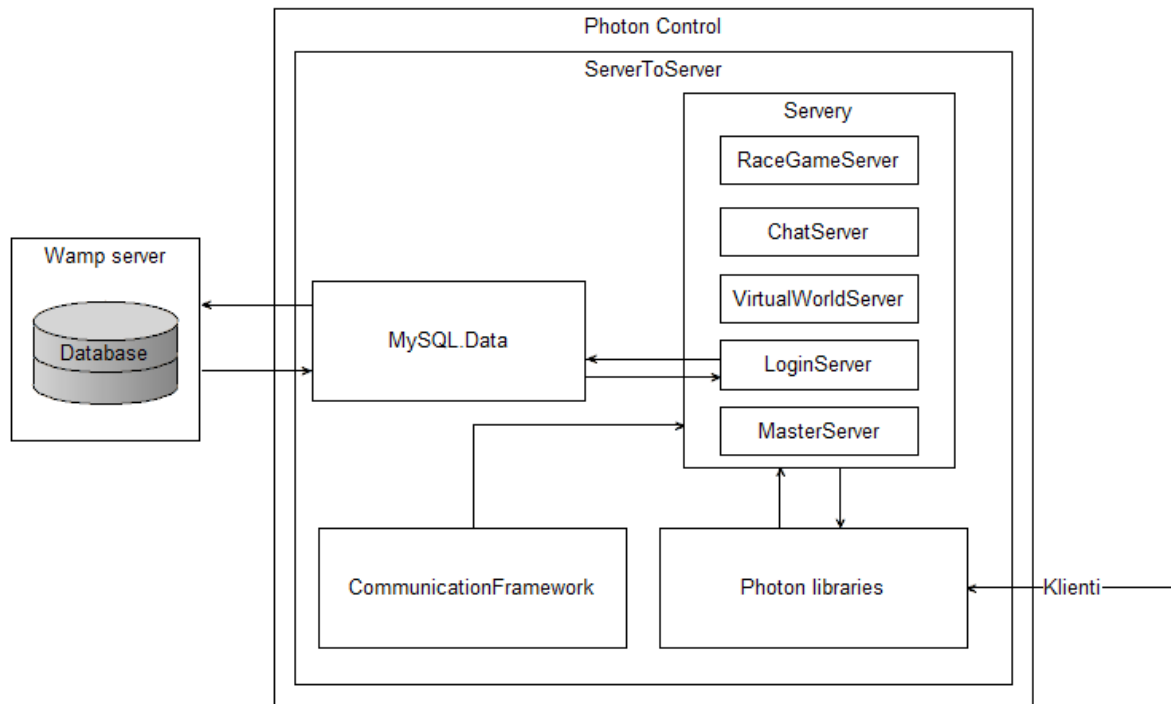 Photon Control
ServerToServer
Servery
RaceGameServer
ChatServer
VirtualWorldServer
LoginServer
MasterServer
Wamp server
Database
MySQL.Data
CommunicationFramework
Photon libraries
Klienti